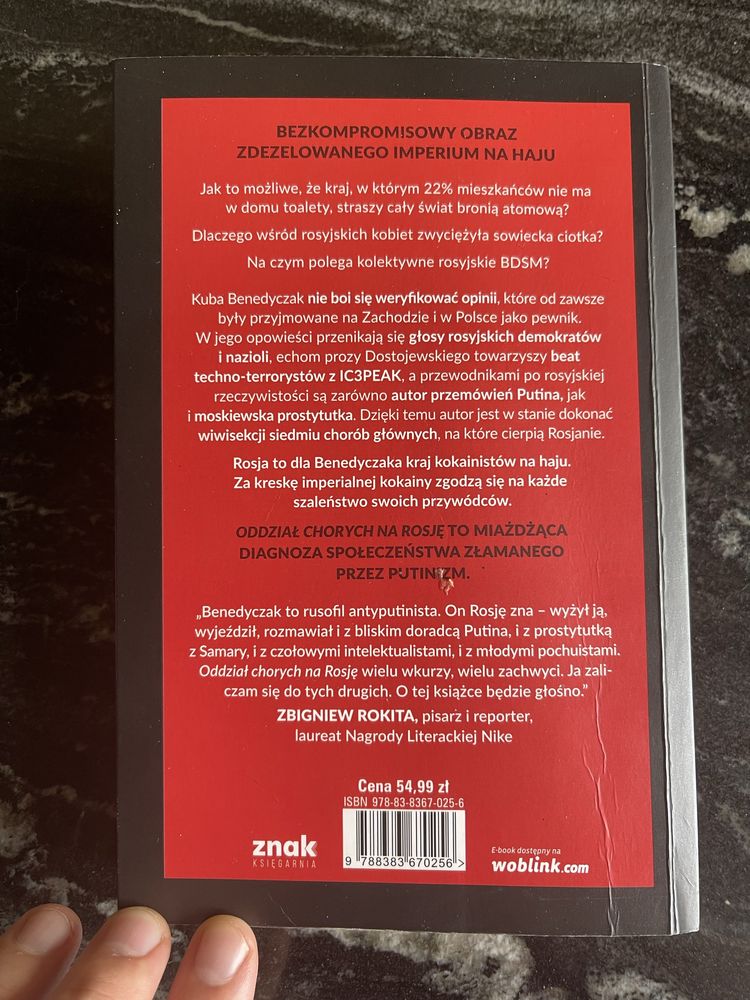 BEZKOMPROMISOWY OBRAZ
ZDEZELOWANEGO IMPERIUM NA HAJU
Jak to możliwe, że kraj, w którym 22% mieszkańców nie ma
w domu toalety, straszy cały świat bronią atomową?
Dlaczego wśród rosyjskich kobiet zwyciężyła sowiecka ciotka?
Na czym polega kolektywne rosyjskie BDSM?
Kuba Benedyczak nie boi się weryfikować opinii, które od zawsze
były przyjmowane na Zachodzie i w Polsce jako pewnik.
W jego opowieści przenikają się głosy rosyjskich demokratów
i nazioli, echom prozy Dostojewskiego towarzyszy beat
techno-terrorystów z IC3PEAK, a przewodnikami po rosyjskiej
rzeczywistości są zarówno autor przemówień Putina, jak
i moskiewska prostytutka. Dzięki temu autor jest w stanie dokonać
wiwisekcji siedmiu chorób głównych, na które cierpią Rosjanie.
Rosja to dla Benedyczaka kraj kokainistów na haju.
Za kreskę imperialnej kokainy zgodzą się na każde
szaleństwo swoich przywódców.
ODDZIAŁ CHORYCH NA ROSJĘ TO MIAŻDŻĄCA
DIAGNOZA SPOŁECZEŃSTWA ZŁAMANEGO
PRZEZ PUTINIZM.
„Benedyczak to rusofil antyputinista. On Rosję zna – wyżył ją,
wyjeździł, rozmawiał i z bliskim doradcą Putina, i z prostytutką
z Samary, i z czołowymi intelektualistami, i z młodymi pochuistami.
Oddział chorych na Rosję wielu wkurzy, wielu zachwyci. Ja zali-
czam się do tych drugich. O tej książce będzie głośno.”
ZBIGNIEW ROKITA, pisarz i reporter,
laureat Nagrody Literackiej Nike
Cena 54,99 zł
ISBN 978-83-8367-025-6
9 788383 670256 >
znak
KSIĘGARNIA
E-book dostępny na
woblink.com